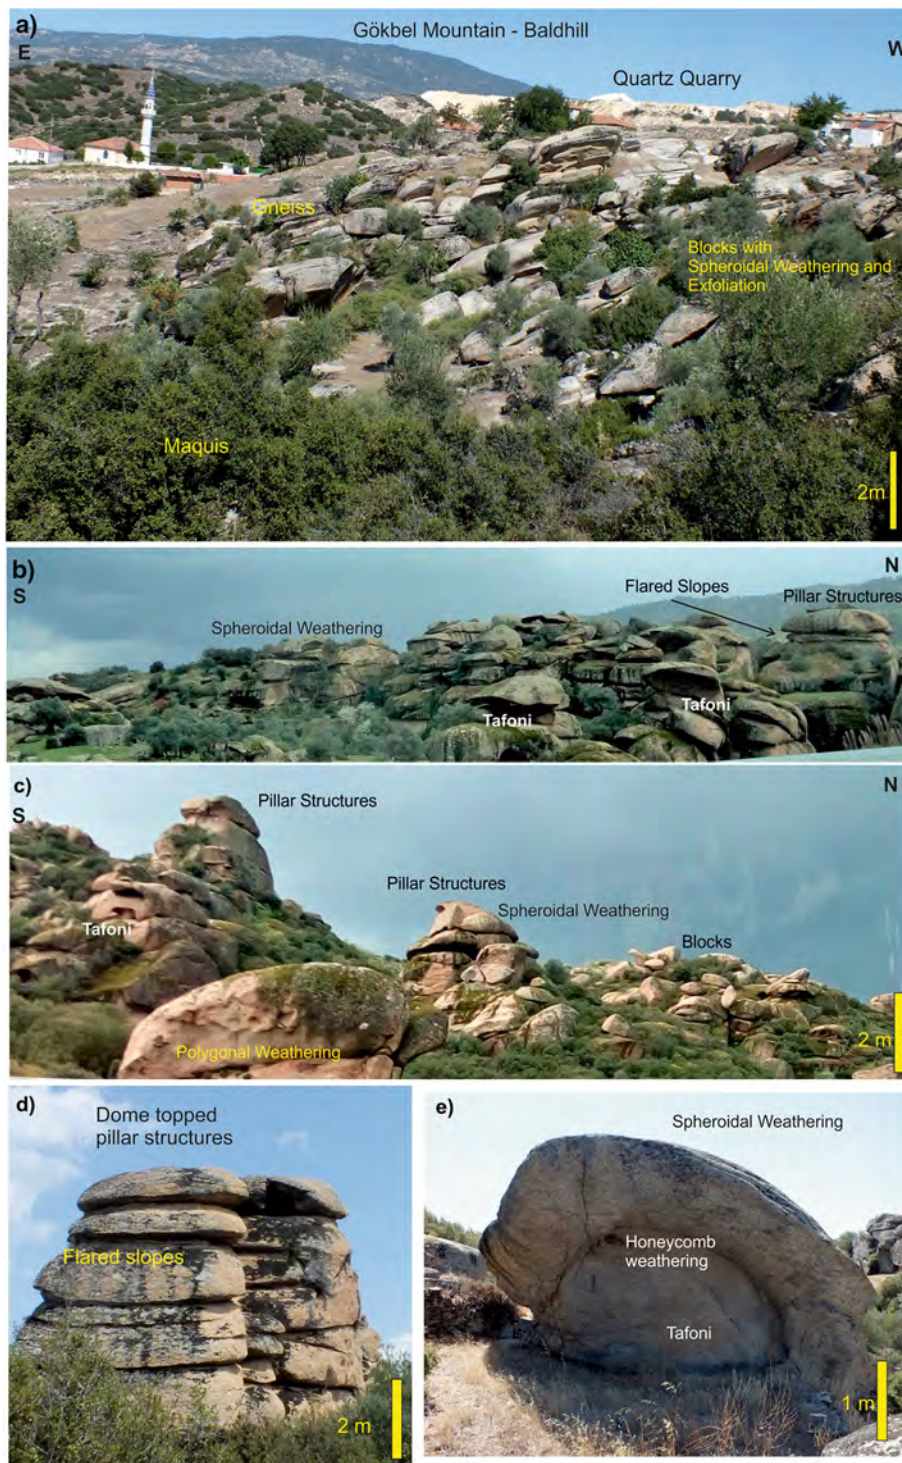 a)
Gökbel Mountain - Baldhill
E
W
Quartz Quarry
Gneiss
Blocks with
Spheroidal Weathering and
Exfoliation
Maquis
2m
b)
N
S
Flared Slopes
Pillar Structures
Spheroidal Weathering
Tafoni
Tafoni
c)
N
S
Pillar Structures
Pillar Structures
Spheroidal Weathering
Tafoni
Blocks
Polygonal Weathering
2 m
d)
Dome topped
pillar structures
Flared slopes
2 m
e)
Spheroidal Weathering
Honeycomb
weathering
Tafoni
1 m